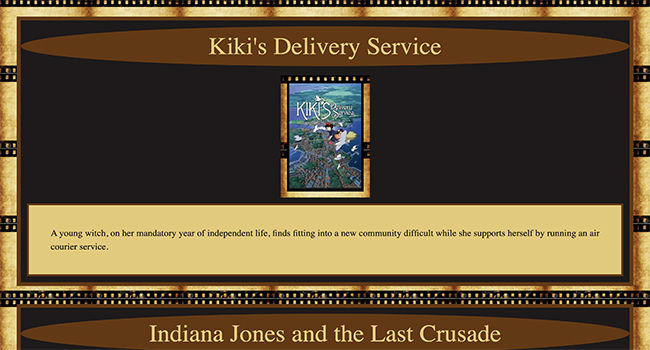 Kiki's Delivery Service
KIKI'S
Delivery
Service
A young witch, on her mandatory year of independent life, finds fitting into a new community difficult while she supports herself by running an air
courier service.
Indiana Jones and the Last Crusade